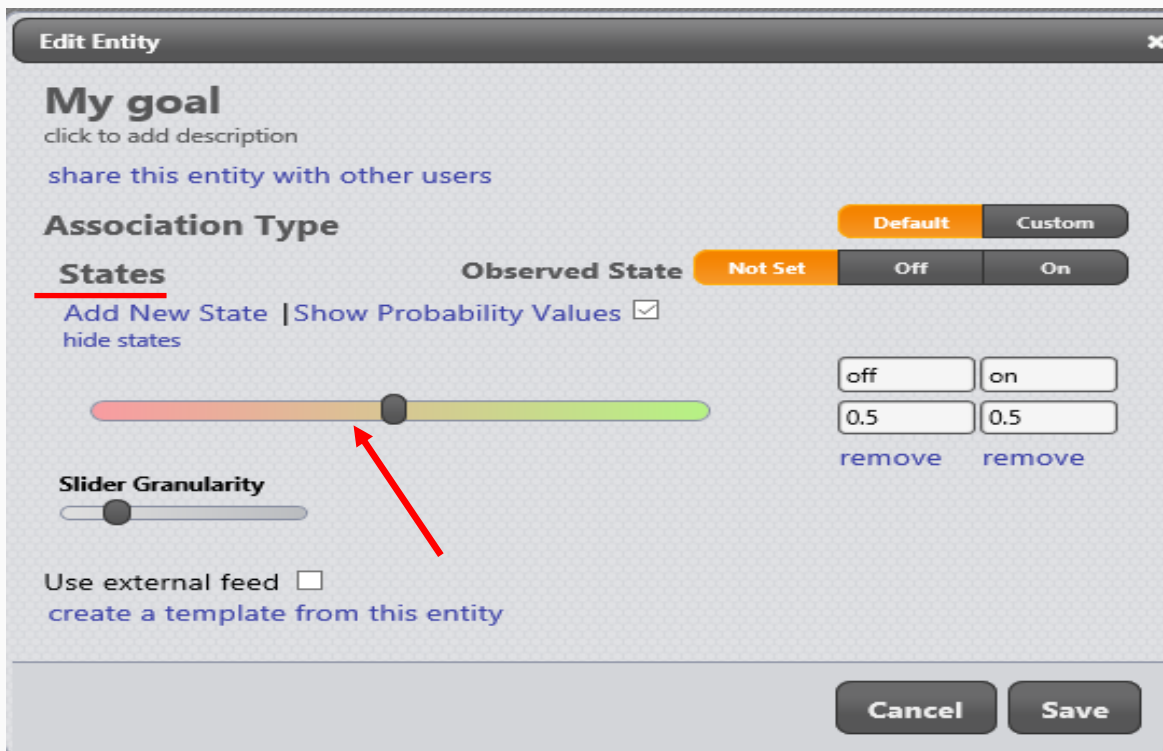 Edit Entity
My goal
click to add description
share this entity with other users
Association Type Default Custom
States Observed State Not Set Off On
Add New State |Show Probability Values
hide states
off on
0.5 0.5
remove remove
Slider Granularity
Use external feed
create a template from this entity
Cancel Save